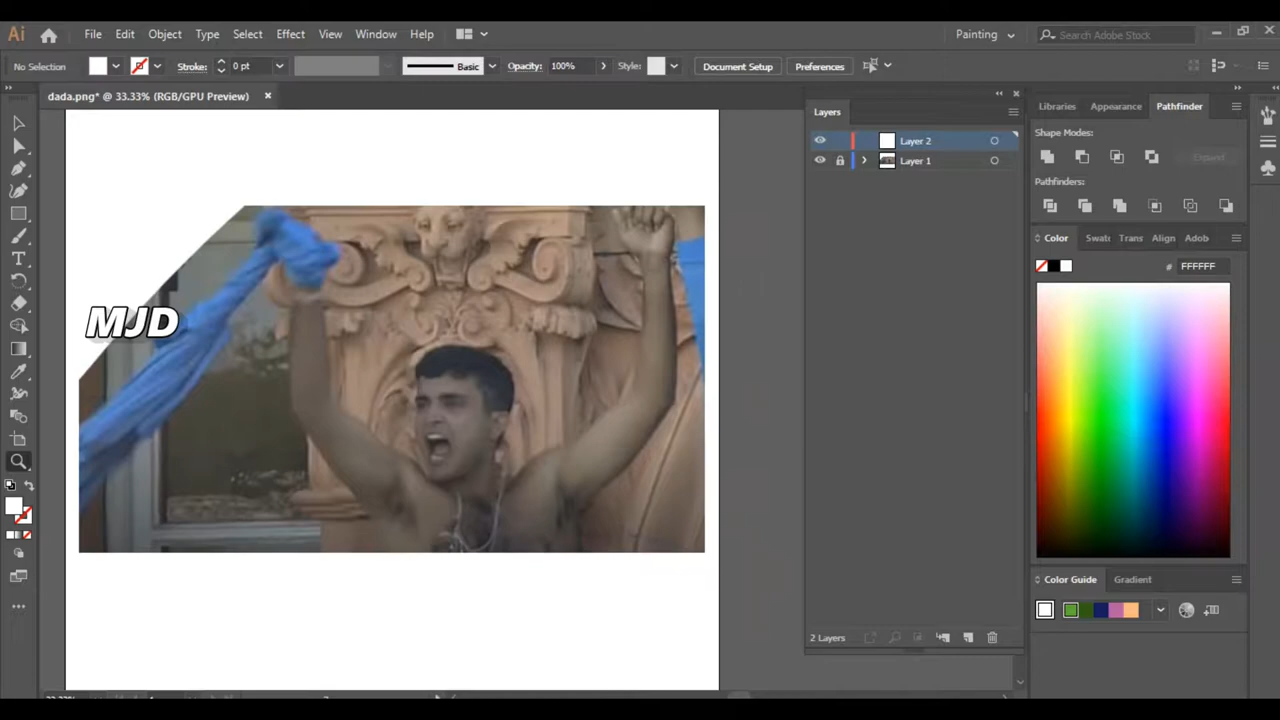 Ai File Edit Object Type Select Effect View Window Help Painting Search Adobe Stock
No Selection Stroke: 0 pt Basic Opacity: 100% Style: Document Setup Preferences
dada.png* @ 33.33% (RGB/GPU Preview)
Layers
Layer 2
Layer 1
2 Layers
Libraries Appearance Pathfinder
Shape Modes:
Expand
Pathfinders:
Color Swatc Trans Align Adob
# FFFFFF
Color Guide Gradient
MJD